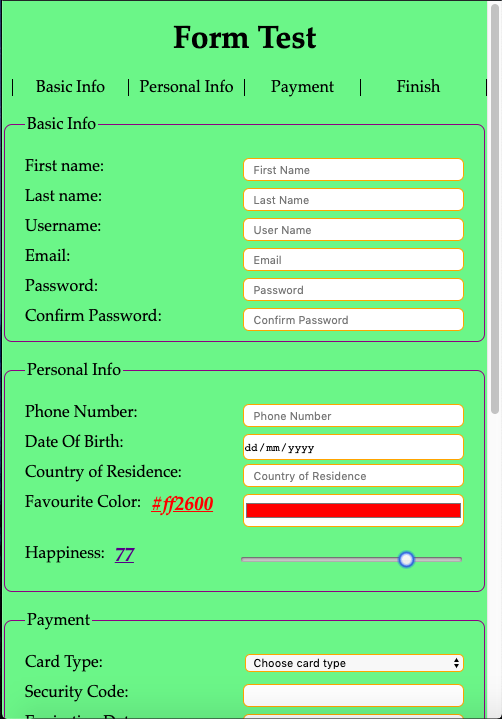 Form Test
Basic Info Personal Info Payment Finish
Basic Info
First name: First Name
Last name: Last Name
Username: User Name
Email: Email
Password: Password
Confirm Password: Confirm Password
Personal Info
Phone Number: Phone Number
Date Of Birth: dd/mm/yyyy
Country of Residence: Country of Residence
Favourite Color: #ff2600
Happiness: 77
Payment
Card Type: Choose card type
Security Code: